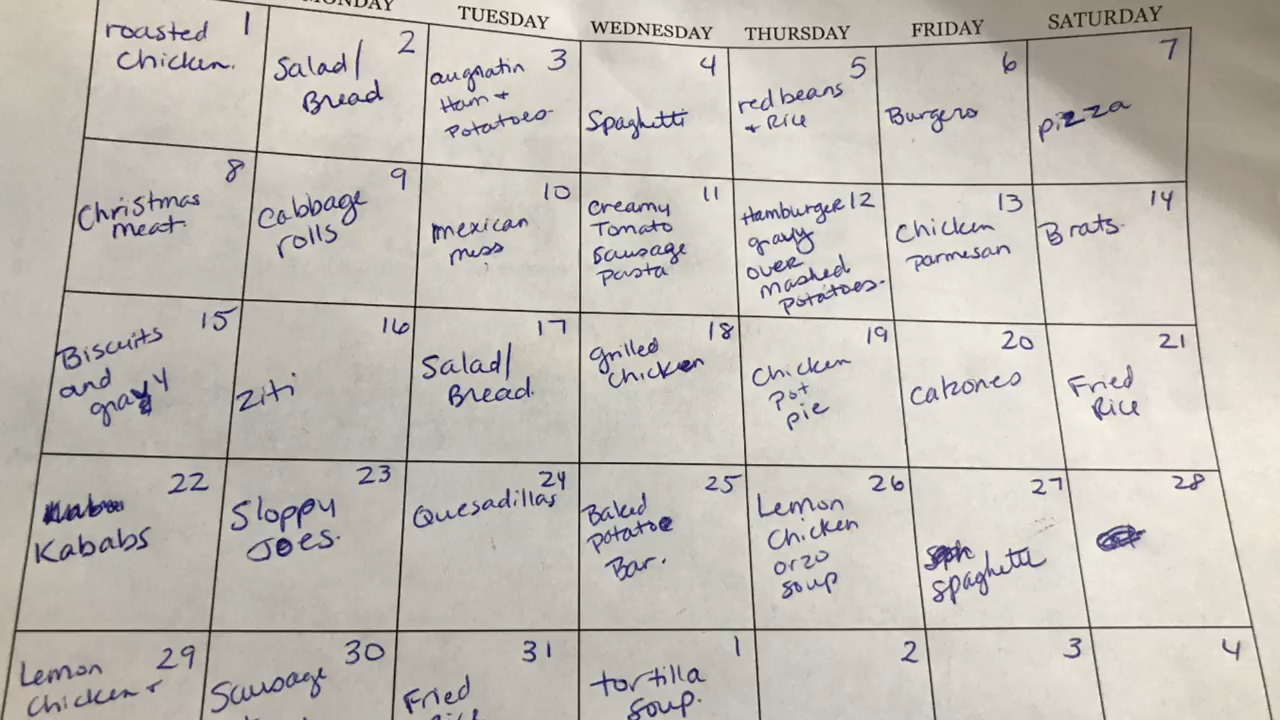 MONDAY
TUESDAY
WEDNESDAY
THURSDAY
FRIDAY
SATURDAY
1
roasted
Chicken.
2
Salad/
Bread
3
augratin
Ham +
Potatoes
4
Spaghetti
5
red beans
+ Rice
6
Burgers
7
pizza
8
Christmas
meat.
9
Cabbage
rolls
10
mexican
mess
11
Creamy
Tomato
Sausage
Pasta
12
Hamburger
gravy
over
Mashed
Potatoes.
13
Chicken
Parmesan
14
Brats.
15
Biscuits
and
gravy
16
Ziti
17
Salad/
Bread.
18
grilled
chicken
19
Chicken
pot
pie
20
Calzones
21
Fried
Rice
22
Kababs
23
Sloppy
Joes.
24
Quesadillas
25
Baked
potatoe
Bar.
26
Lemon
Chicken
orzo
soup
27
spaghetti
28
29
Lemon
Chicken +
30
Sausage
31
Fried
Rice
1
tortilla
soup.
2
3
4